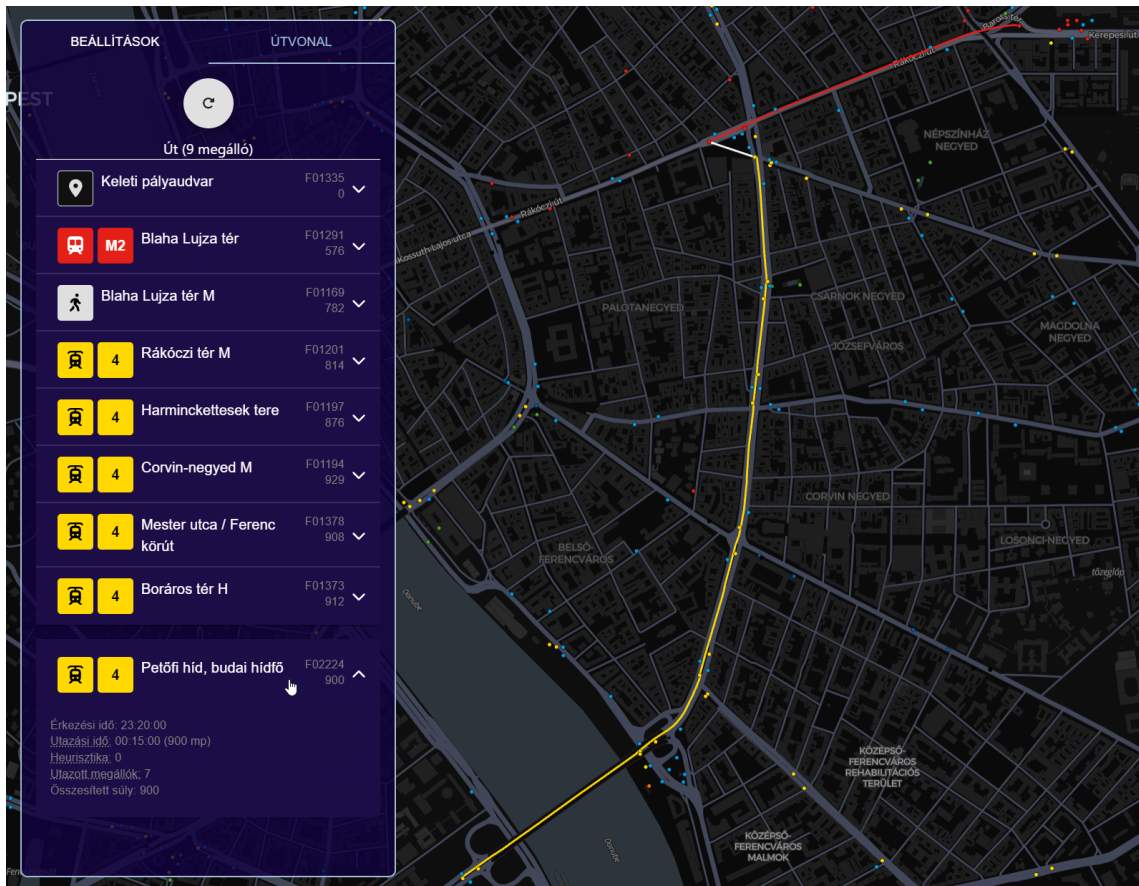 BEÁLLÍTÁSOK
ÚTVONAL
PEST
Út (9 megálló)
Keleti pályaudvar
F01335
0
M2
Blaha Lujza tér
F01291
576
Blaha Lujza tér M
F01169
782
4
Rákóczi tér M
F01201
814
4
Harminckettesek tere
F01197
876
4
Corvin-negyed M
F01194
929
4
Mester utca / Ferenc
körút
F01378
908
4
Boráros tér H
F01373
912
4
Petőfi híd, budai hídfő
F02224
900
Érkezési idő: 23:20:00
Utazási idő: 00:15:00 (900 mp)
Heurisztika: 0
Utazott megállók: 7
Összesített súly: 900
Baross tér
Kerepesi út
Rákóczi út
NÉPSZÍNHÁZ
NEGYED
Rákóczi út
Kossuth Lajos utca
PALOTANEGYED
CSARNOK NEGYED
MAGDOLNA
NEGYED
JÓZSEFVÁROS
CORVIN NEGYED
LOSONCI-NEGYED
BELSŐ-
FERENCVÁROS
tőzegláp
Danube
KÖZÉPSŐ-
FERENCVÁROS
REHABILITÁCIÓS
TERÜLET
KÖZÉPSŐ-
FERENCVÁROS
MALMOK
Danube